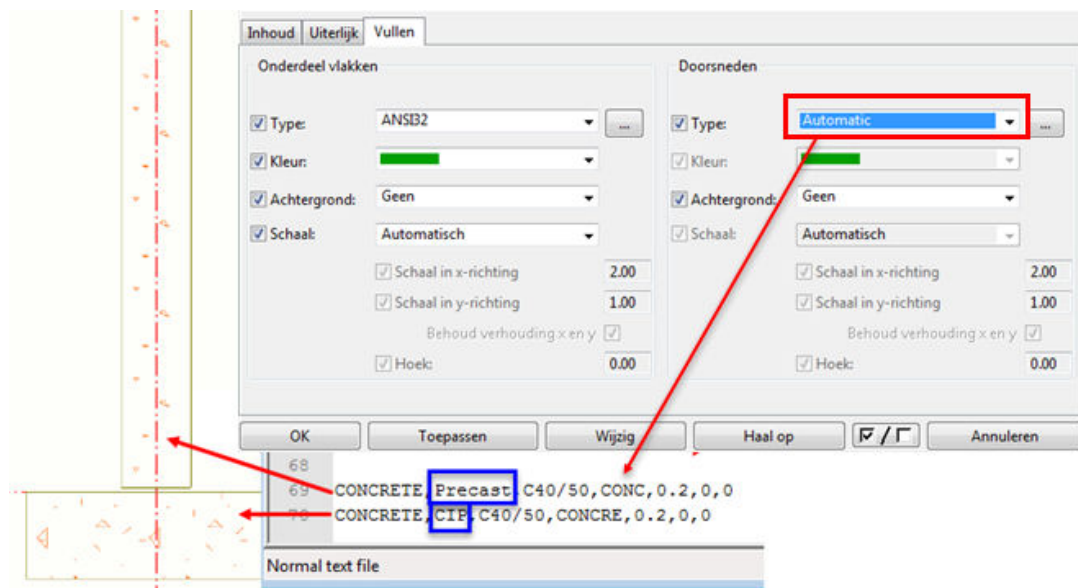 Inhoud Uiterlijk Vullen
Onderdeel vlakken Doorsneden
Type: ANSI32 ... Type: Automatic ...
Kleur: Kleur:
Achtergrond: Geen Achtergrond: Geen
Schaal: Automatisch Schaal: Automatisch
Schaal in x-richting 2.00 Schaal in x-richting 2.00
Schaal in y-richting 1.00 Schaal in y-richting 1.00
Behoud verhouding x en y Behoud verhouding x en y
Hoek: 0.00 Hoek: 0.00
OK Toepassen Wijzig Haal op / Annuleren
68
69 CONCRETE,Precast,C40/50,CONC,0.2,0,0
70 CONCRETE,CIP,C40/50,CONCRE,0.2,0,0
Normal text file